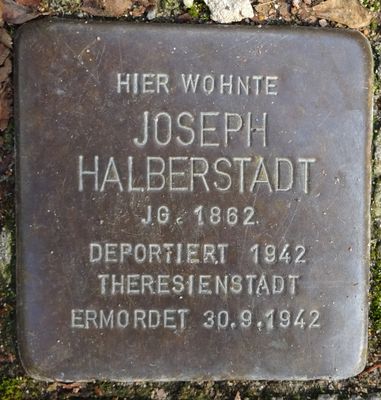 HIER WOHNTE
JOSEPH
HALBERSTADT
JG. 1862
DEPORTIERT 1942
THERESIENSTADT
ERMORDET 30.9.1942